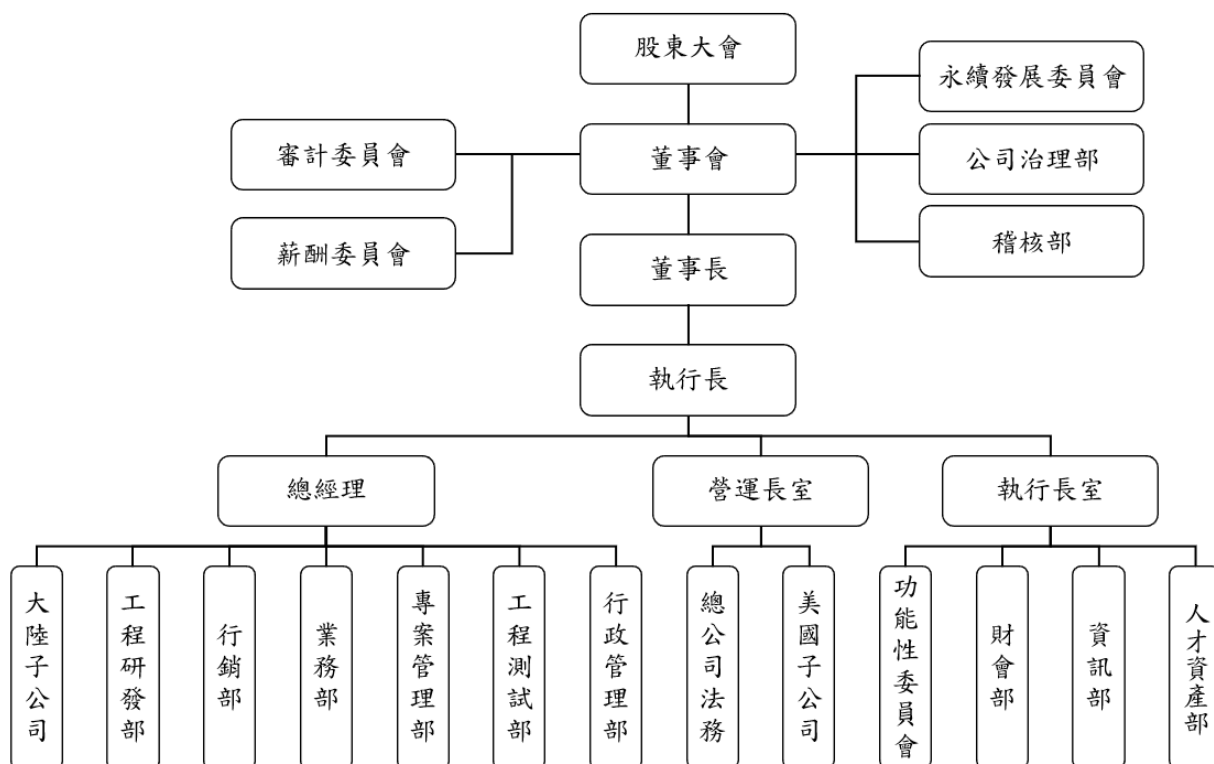 股東大會
永續發展委員會
審計委員會
董事會
公司治理部
薪酬委員會
董事長
稽核部
執行長
總經理
營運長室
執行長室
大陸子公司
工程研發部
行銷部
業務部
專案管理部
工程測試部
行政管理部
總公司法務
美國子公司
功能性委員會
財會部
資訊部
人才資產部